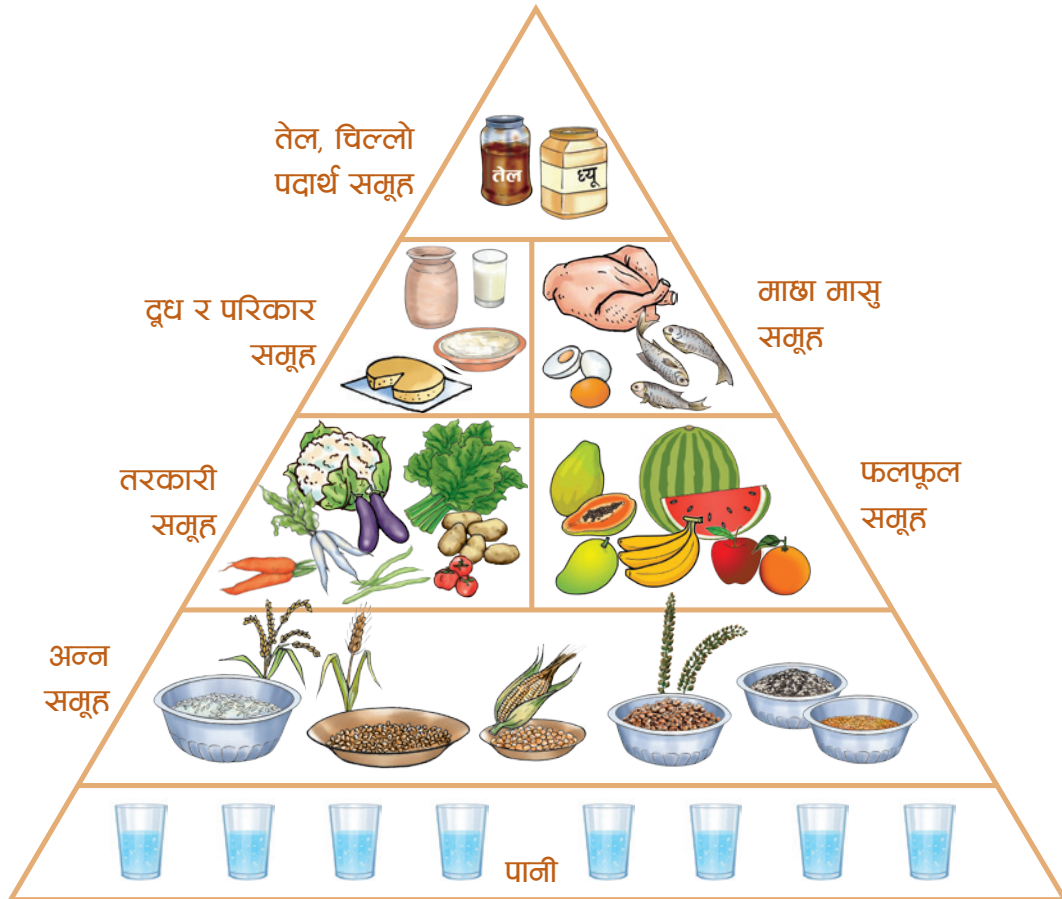 तेल, चिल्लो
पदार्थ समूह
तेल
घ्यू
दूध र परिकार
समूह
माछा मासु
समूह
तरकारी
समूह
फलफूल
समूह
अन्न
समूह
पानी